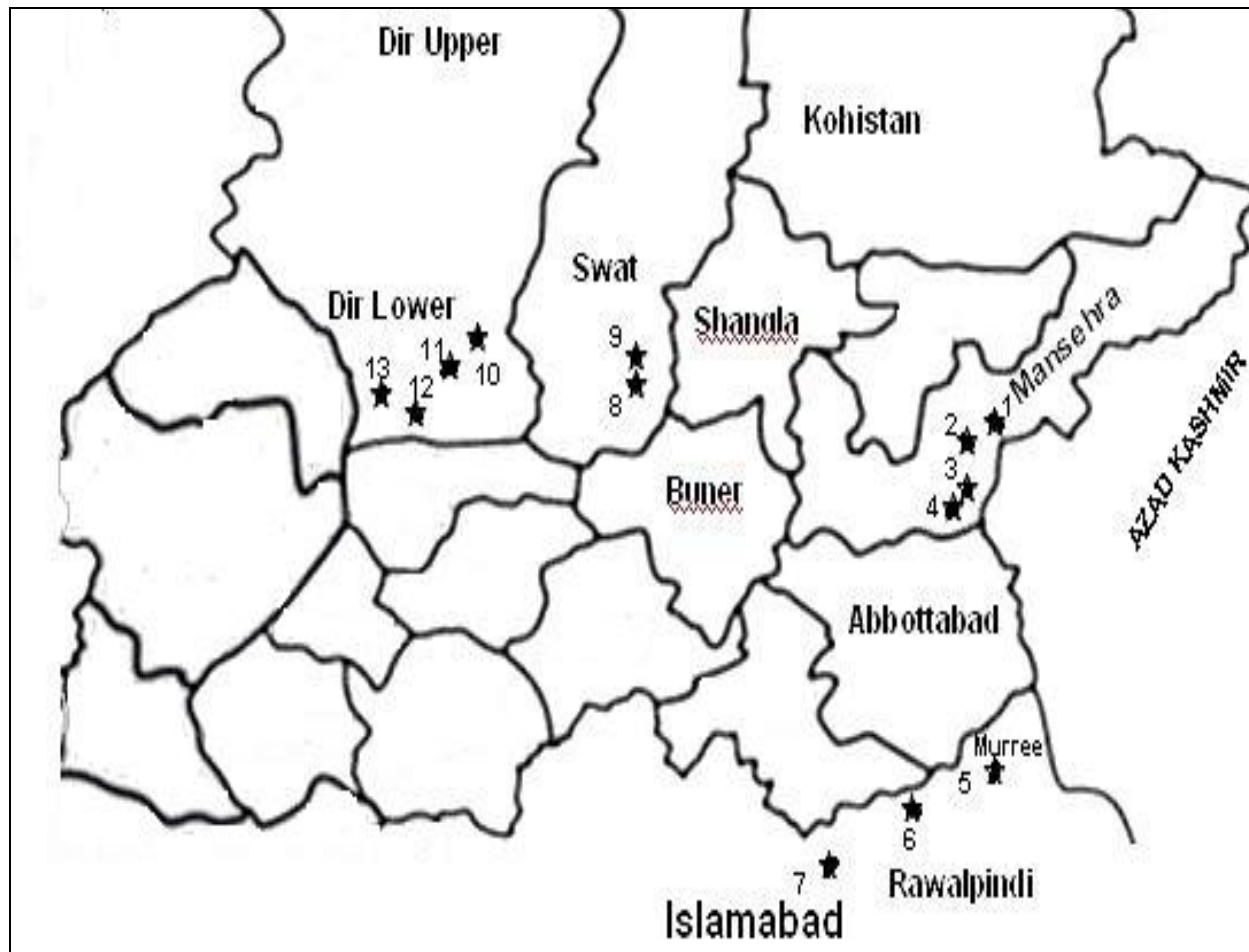 Dir Upper
Kohistan
Swat
Dir Lower
Shangla
Mansehra
9
11
10
13
12
8
2
1
3
4
AZAD KASHMIR
Buner
Abbottabad
Murree
5
6
7
Rawalpindi
Islamabad